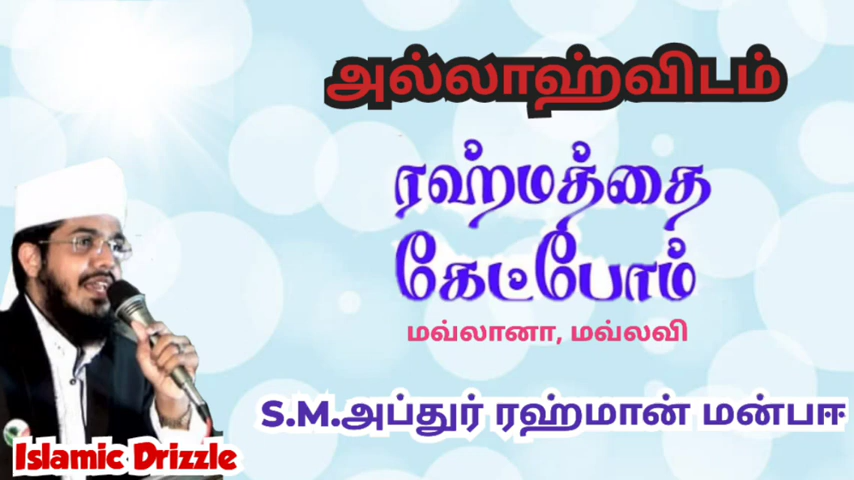 அல்லாஹ்விடம்
ரஹ்மத்தை
கேட்போம்
மவ்லானா, மவ்லவி
S.M.அப்துர் ரஹ்மான் மன்பஈ
Islamic Drizzle